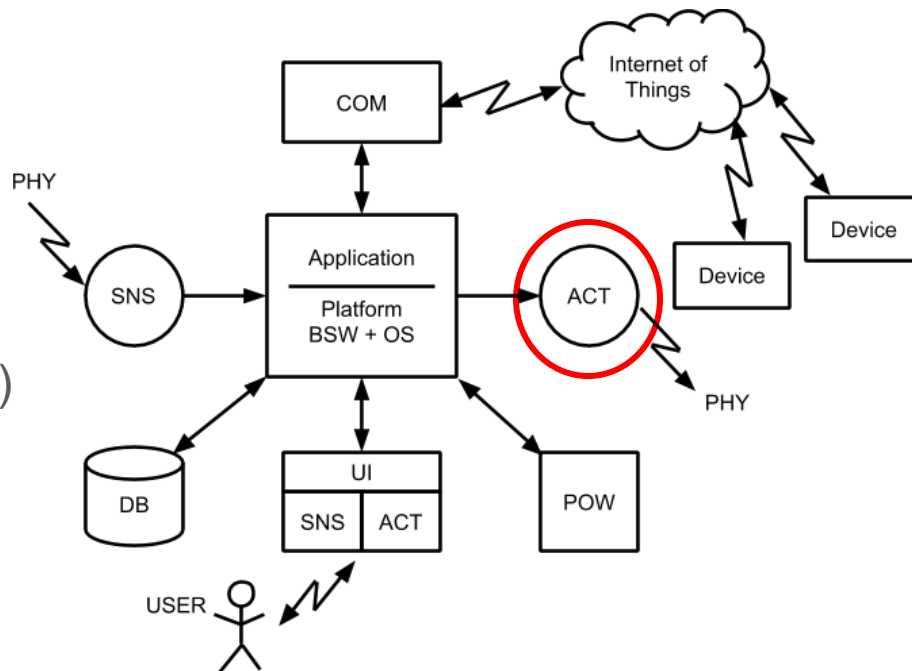 Internet of
Things
COM
PHY
Device
Application
SNS
Platform
BSW + OS
ACT
Device
)
PHY
UI
DB
SNS
ACT
POW
USER